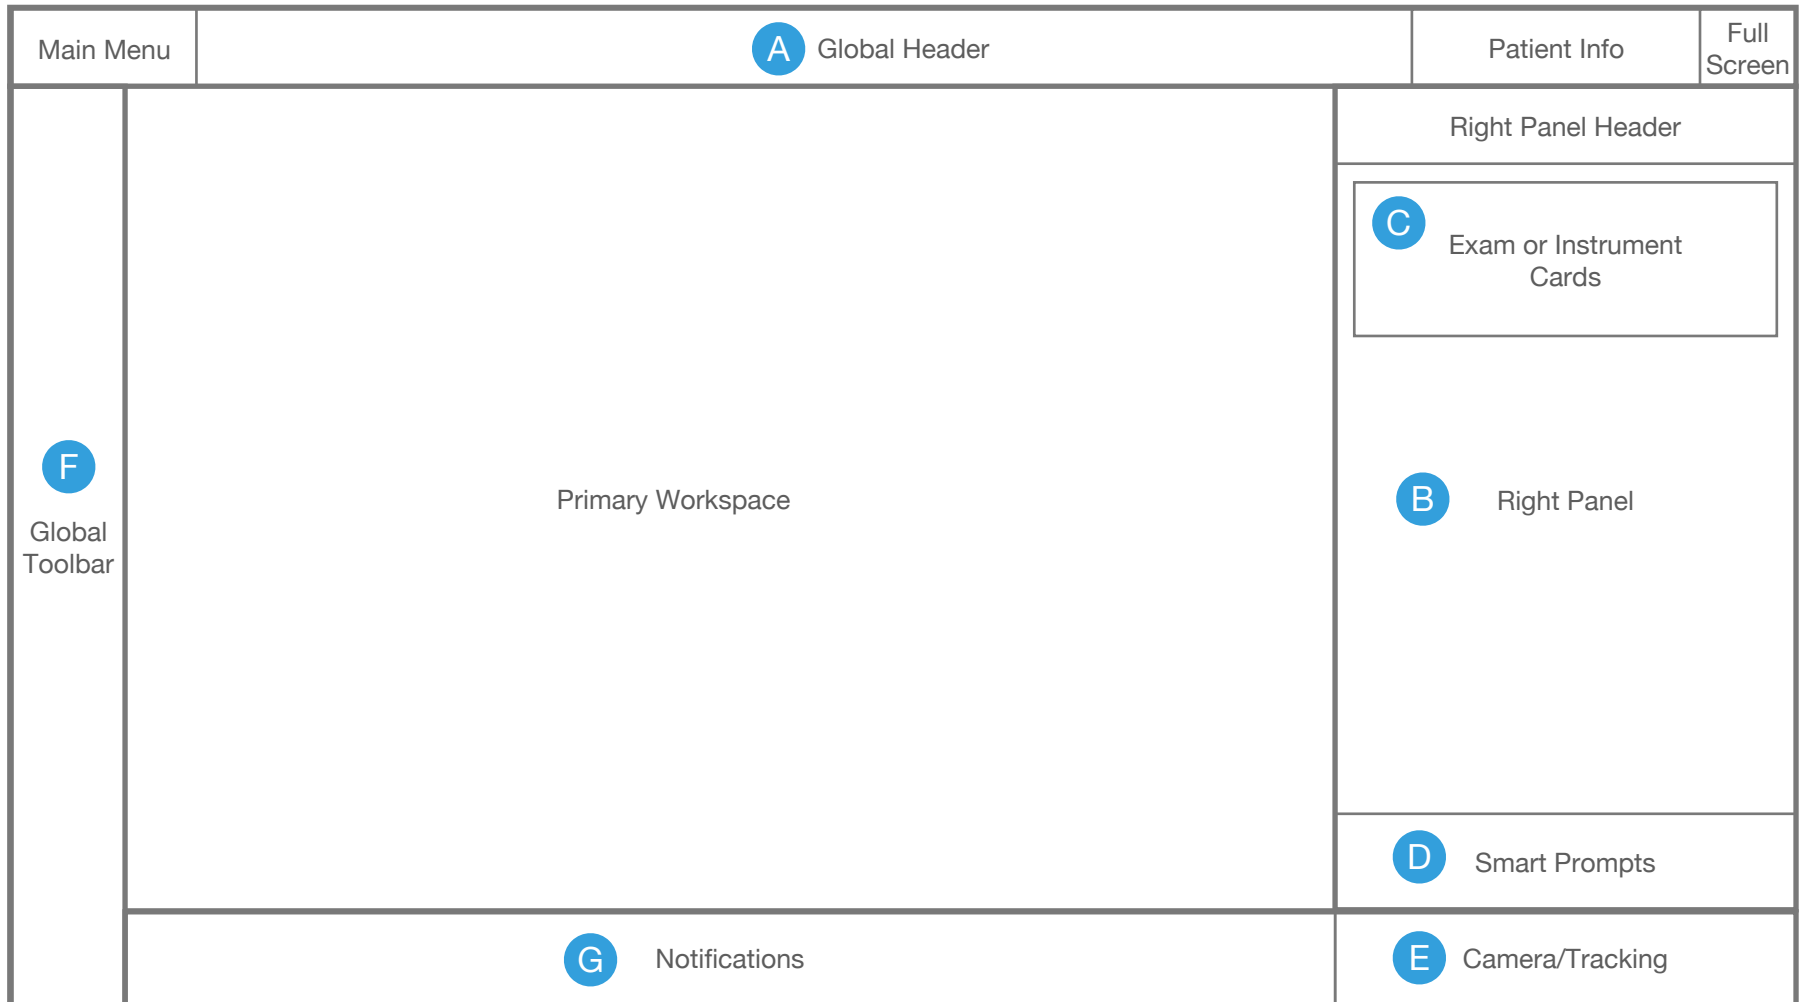 Main Menu
A Global Header
Patient Info
Full
Screen
Right Panel Header
C
Exam or Instrument
Cards
F
Global
Toolbar
Primary Workspace
B Right Panel
D Smart Prompts
G Notifications
E Camera/Tracking